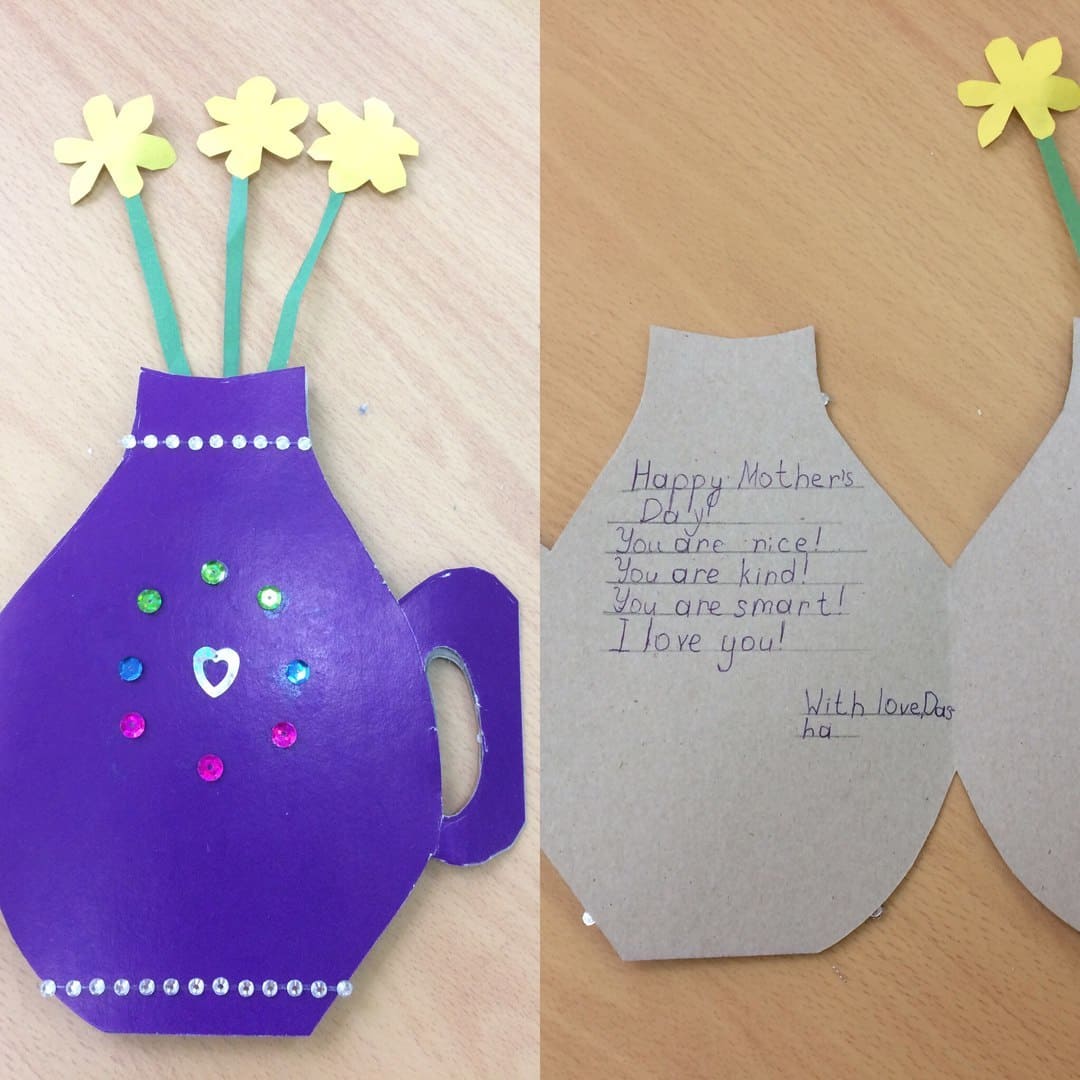 Happy Mother's
Day!
You are nice!
You are kind!
You are smart!
I love you!
With love, Das
ha